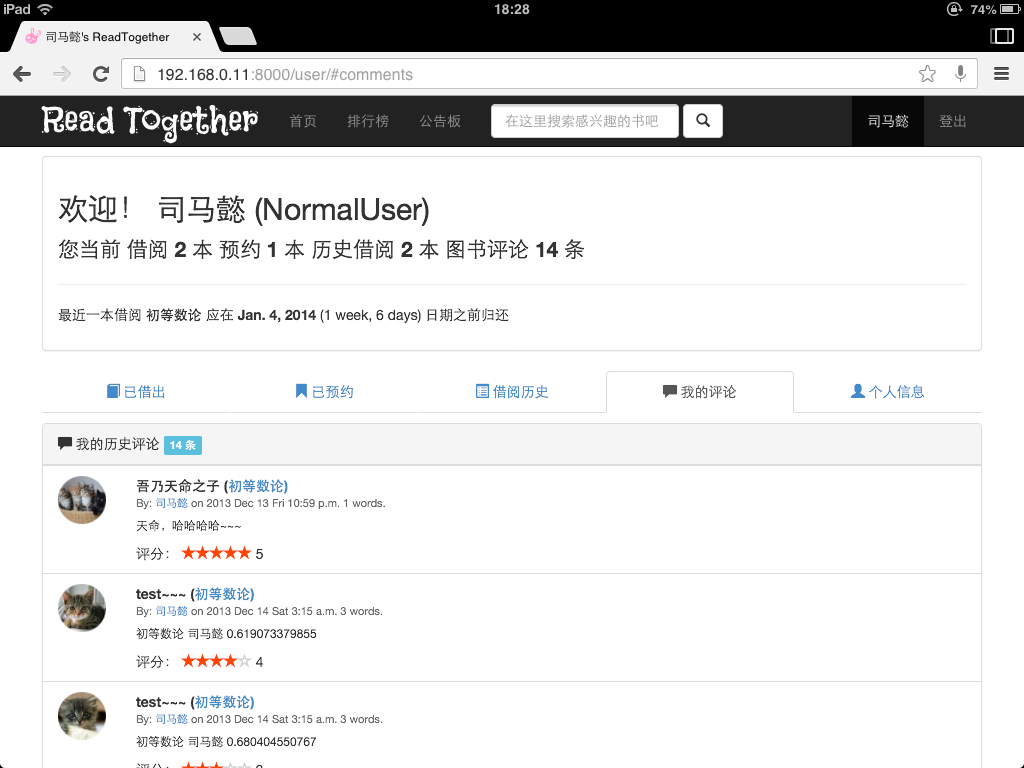 iPad 18:28 74%
司马懿's ReadTogether ×
192.168.0.11:8000/user/#comments
Read Together 首页 排行榜 公告板 在这里搜索感兴趣的书吧 司马懿 登出
欢迎！ 司马懿 (NormalUser)
您当前 借阅 2 本 预约 1 本 历史借阅 2 本 图书评论 14 条
最近一本借阅 初等数论 应在 Jan. 4, 2014 (1 week, 6 days) 日期之前归还
已借出 已预约 借阅历史 我的评论 个人信息
我的历史评论 14 条
吾乃天命之子 (初等数论)
By: 司马懿 on 2013 Dec 13 Fri 10:59 p.m. 1 words.
天命，哈哈哈哈~~~
评分： ★★★★★ 5
test~~~ (初等数论)
By: 司马懿 on 2013 Dec 14 Sat 3:15 a.m. 3 words.
初等数论 司马懿 0.619073379855
评分： ★★★★☆ 4
test~~~ (初等数论)
By: 司马懿 on 2013 Dec 14 Sat 3:15 a.m. 3 words.
初等数论 司马懿 0.680404550767
评分： ★★★☆☆